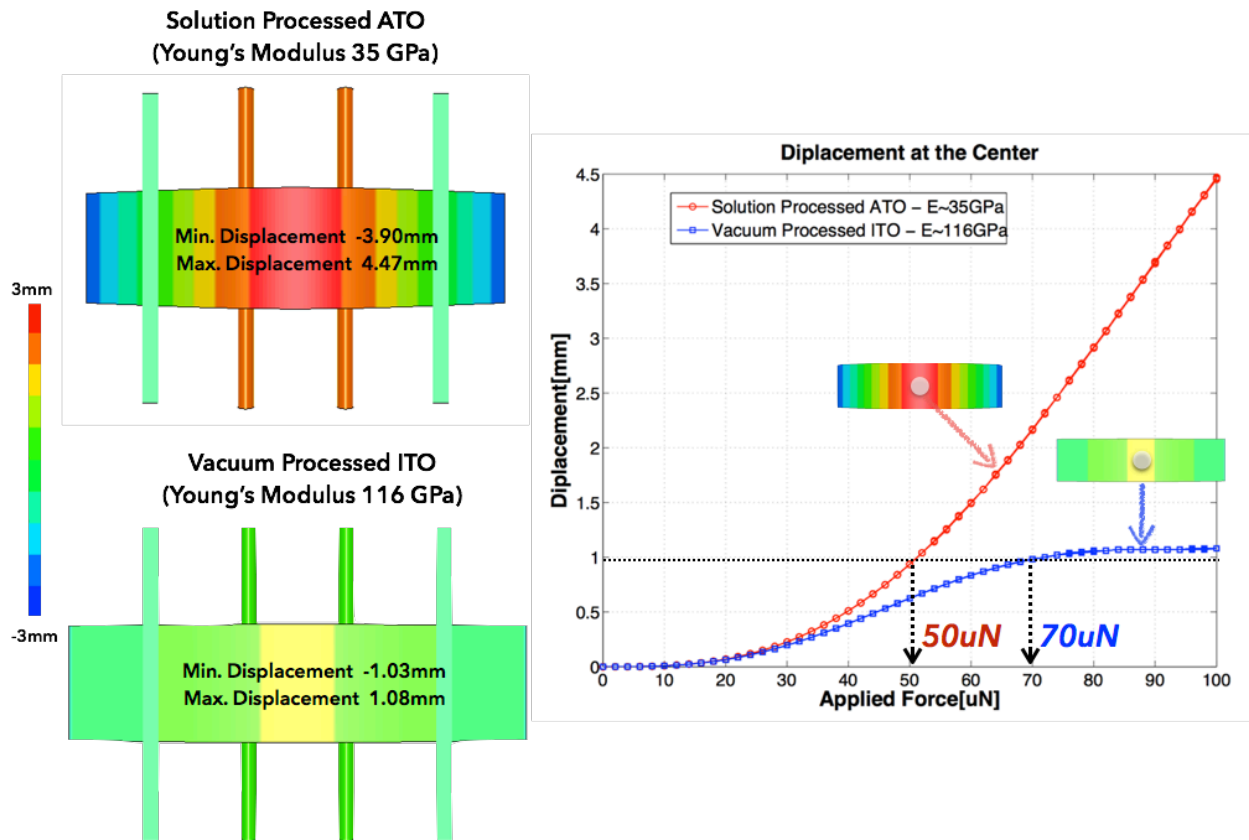 Solution Processed ATO
(Young's Modulus 35 GPa)
Min. Displacement -3.90mm
Max. Displacement 4.47mm
3mm
-3mm
Vacuum Processed ITO
(Young's Modulus 116 GPa)
Min. Displacement -1.03mm
Max. Displacement 1.08mm
Diplacement at the Center
Solution Processed ATO – E~35GPa
Vacuum Processed ITO – E~116GPa
Diplacement[mm]
4.5
4
3.5
3
2.5
2
1.5
1
0.5
0
50uN
70uN
0 10 20 30 40 50 60 70 80 90 100
Applied Force[uN]